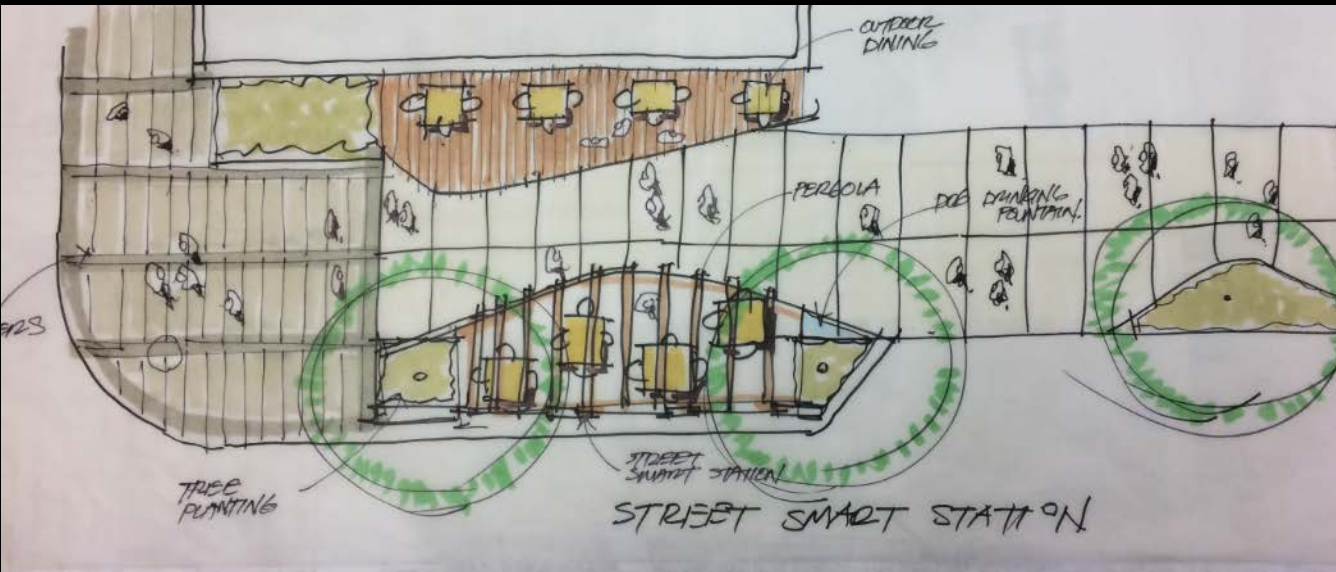 OUTDOOR
DINING
PERGOLA
DOG DRINKING
FOUNTAIN.
ERS
STREET
SMART STATION
TREE
PLANTING
STREET SMART STATION